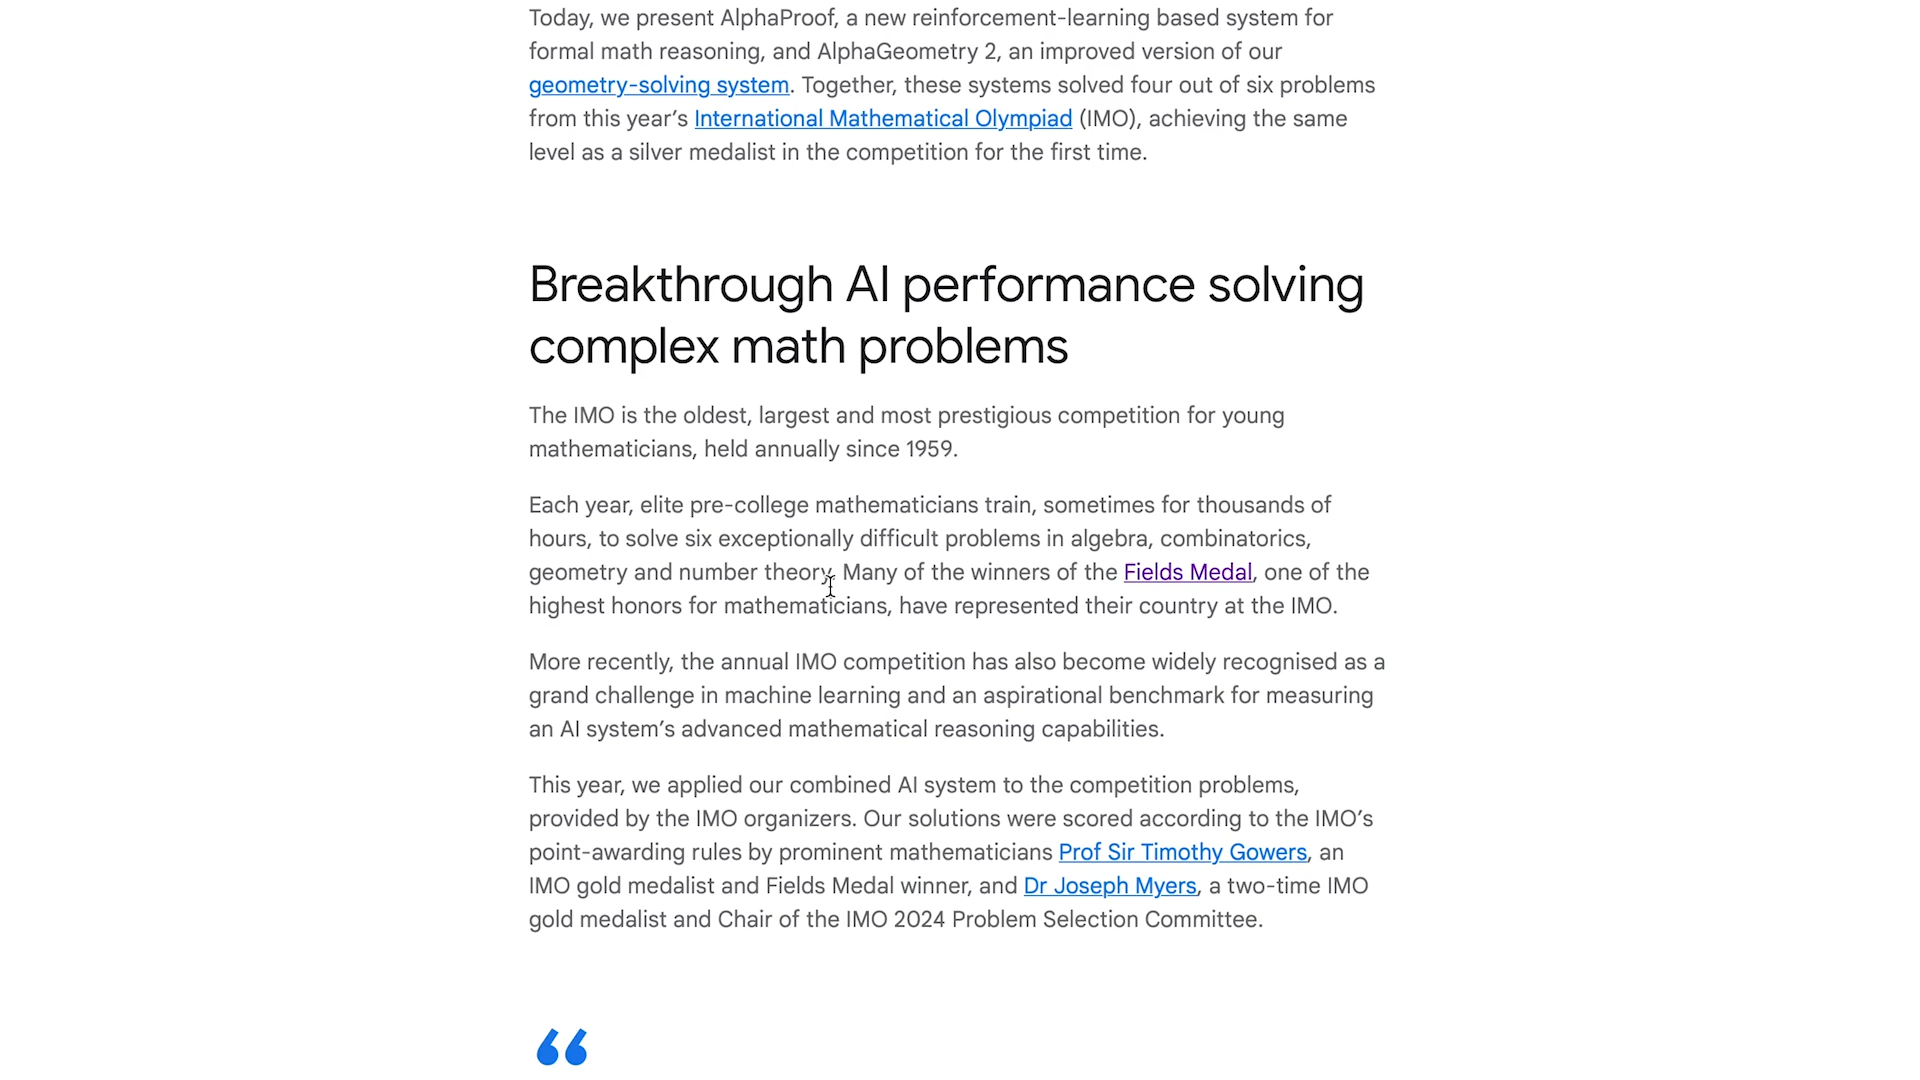 Today, we present AlphaProof, a new reinforcement-learning based system for
formal math reasoning, and AlphaGeometry 2, an improved version of our
geometry-solving system. Together, these systems solved four out of six problems
from this year’s International Mathematical Olympiad (IMO), achieving the same
level as a silver medalist in the competition for the first time.
Breakthrough AI performance solving
complex math problems
The IMO is the oldest, largest and most prestigious competition for young
mathematicians, held annually since 1959.
Each year, elite pre-college mathematicians train, sometimes for thousands of
hours, to solve six exceptionally difficult problems in algebra, combinatorics,
geometry and number theory. Many of the winners of the Fields Medal, one of the
highest honors for mathematicians, have represented their country at the IMO.
More recently, the annual IMO competition has also become widely recognised as a
grand challenge in machine learning and an aspirational benchmark for measuring
an AI system’s advanced mathematical reasoning capabilities.
This year, we applied our combined AI system to the competition problems,
provided by the IMO organizers. Our solutions were scored according to the IMO’s
point-awarding rules by prominent mathematicians Prof Sir Timothy Gowers, an
IMO gold medalist and Fields Medal winner, and Dr Joseph Myers, a two-time IMO
gold medalist and Chair of the IMO 2024 Problem Selection Committee.
“